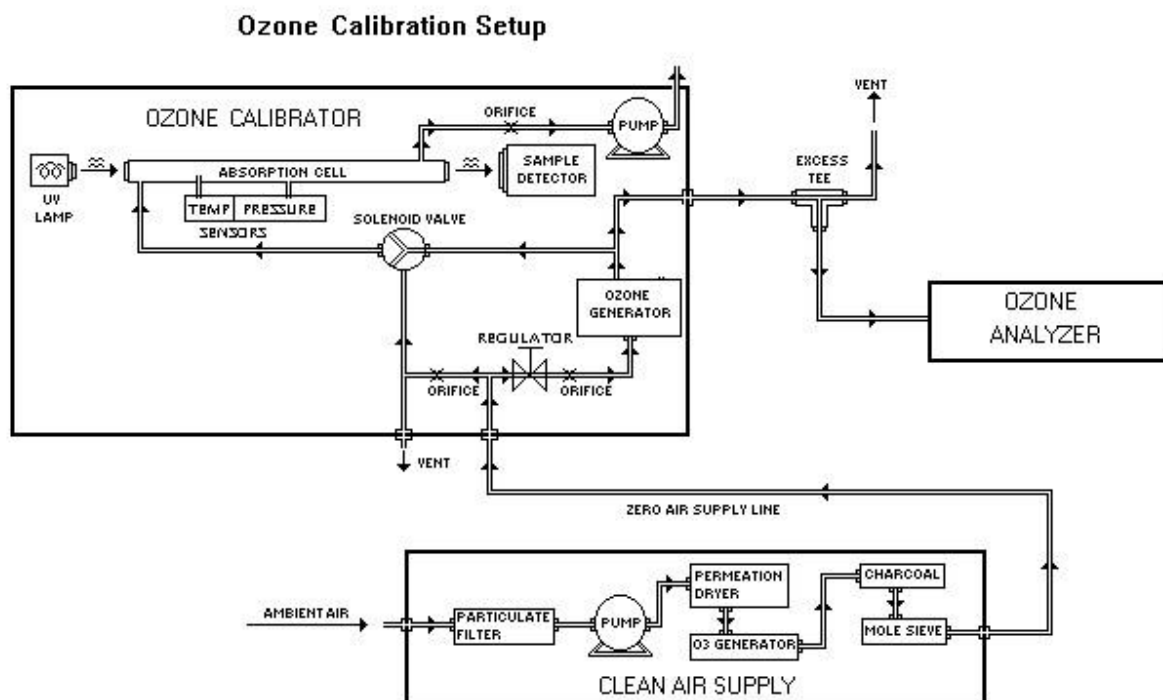 Ozone Calibration Setup
OZONE CALIBRATOR
ORIFICE
PUMP
VENT
UV
LAMP
ABSORPTION CELL
SAMPLE
DETECTOR
EXCESS
TEE
TEMP
PRESSURE
SENSORS
SOLENOID VALVE
OZONE
GENERATOR
OZONE
ANALYZER
REGULATOR
ORIFICE
ORIFICE
VENT
ZERO AIR SUPPLY LINE
AMBIENT AIR
PARTICULATE
FILTER
PUMP
PERMEATION
DRYER
O3 GENERATOR
CHARCOAL
MOLE SIEVE
CLEAN AIR SUPPLY